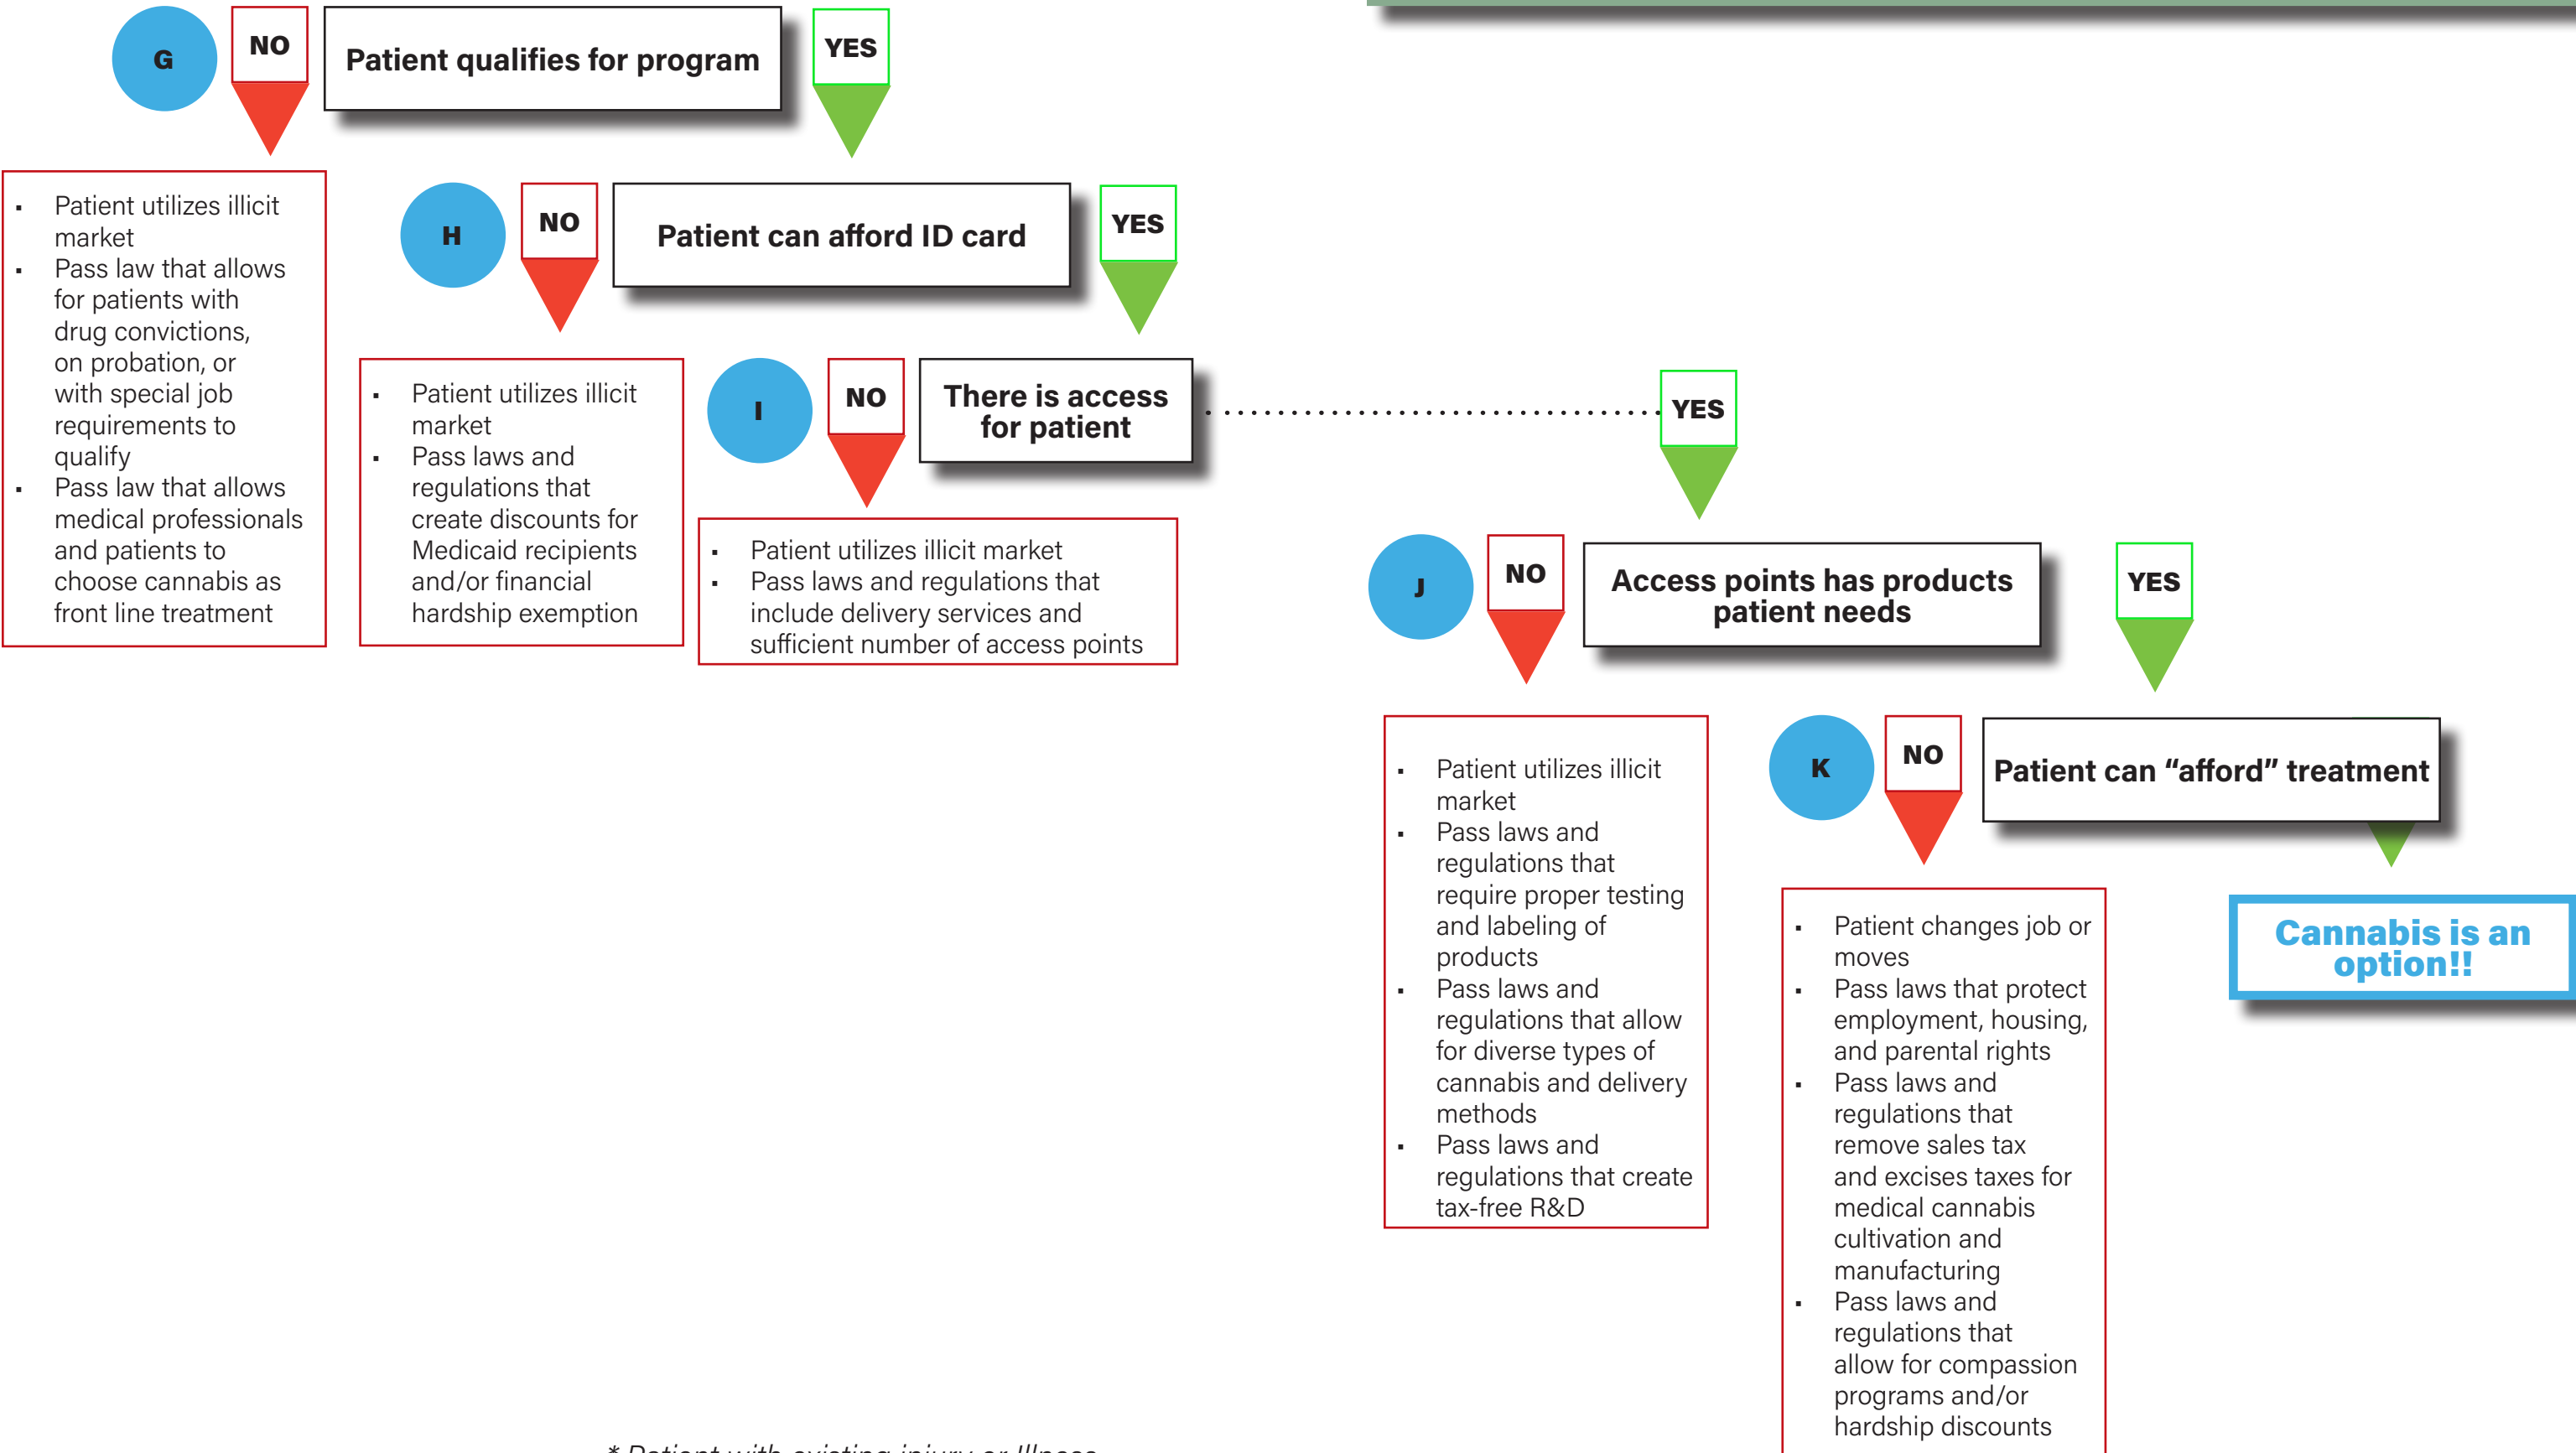 G
NO
Patient qualifies for program
YES
▪ Patient utilizes illicit
market
▪ Pass law that allows
for patients with
drug convictions,
on probation, or
with special job
requirements to
qualify
▪ Pass law that allows
medical professionals
and patients to
choose cannabis as
front line treatment
H
NO
Patient can afford ID card
YES
▪ Patient utilizes illicit
market
▪ Pass laws and
regulations that
create discounts for
Medicaid recipients
and/or financial
hardship exemption
I
NO
There is access
for patient
YES
▪ Patient utilizes illicit market
▪ Pass laws and regulations that
include delivery services and
sufficient number of access points
J
NO
Access points has products
patient needs
YES
▪ Patient utilizes illicit
market
▪ Pass laws and
regulations that
require proper testing
and labeling of
products
▪ Pass laws and
regulations that allow
for diverse types of
cannabis and delivery
methods
▪ Pass laws and
regulations that create
tax-free R&D
K
NO
Patient can “afford” treatment
▪ Patient changes job or
moves
▪ Pass laws that protect
employment, housing,
and parental rights
▪ Pass laws and
regulations that
remove sales tax
and excises taxes for
medical cannabis
cultivation and
manufacturing
▪ Pass laws and
regulations that
allow for compassion
programs and/or
hardship discounts
Cannabis is an
option!!
* Patient with existing injury or Illness